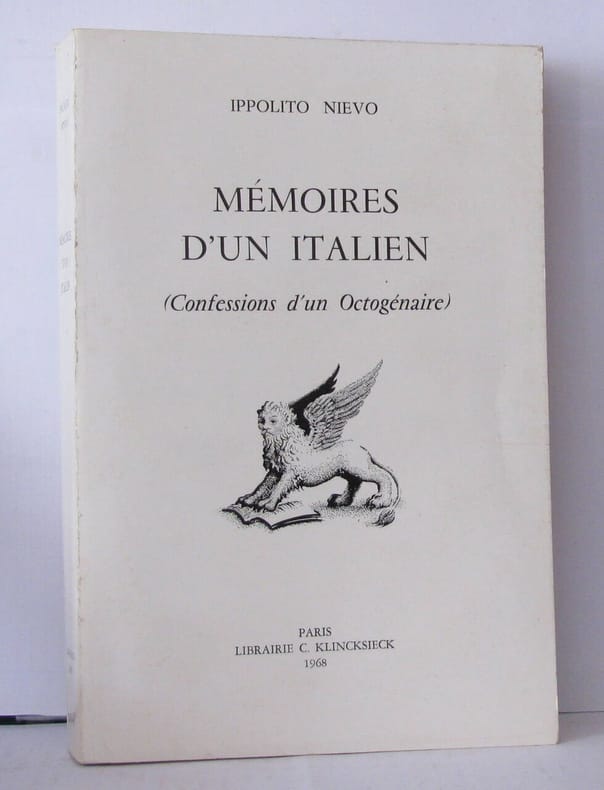 IPPOLITO NIEVO
MÉMOIRES
D'UN ITALIEN
(Confessions d'un Octogénaire)
PARIS
LIBRAIRIE C. KLINCKSIECK
1968